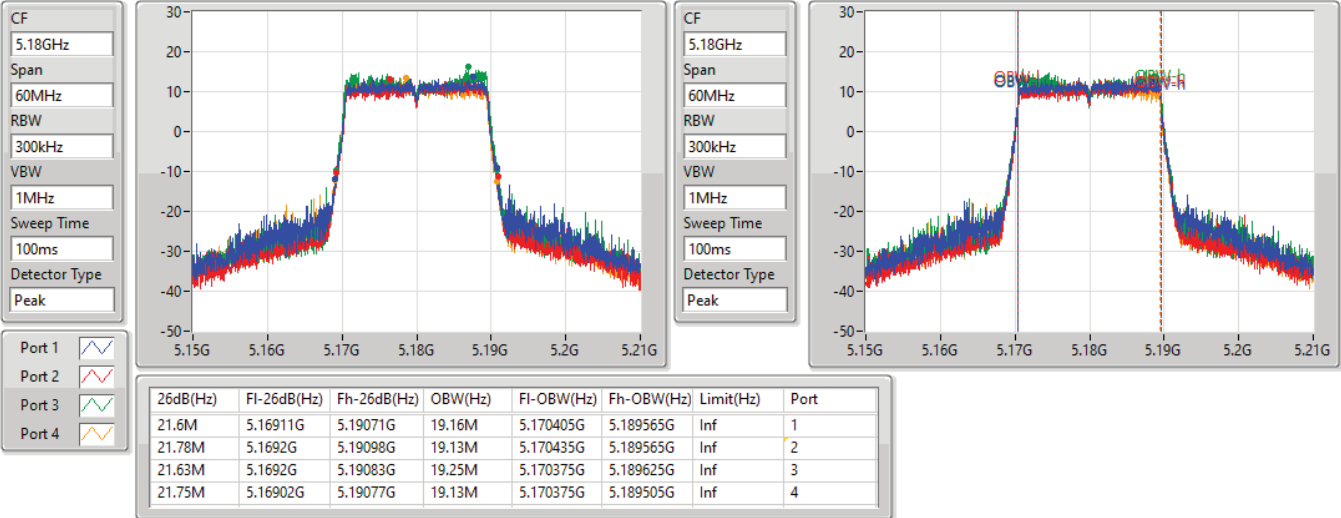 CF
5.18GHz
Span
60MHz
RBW
300kHz
VBW
1MHz
Sweep Time
100ms
Detector Type
Peak
30
20
10
0
-10
-20
-30
-40
-50
5.15G 5.16G 5.17G 5.18G 5.19G 5.2G 5.21G
CF
5.18GHz
Span
60MHz
RBW
300kHz
VBW
1MHz
Sweep Time
100ms
Detector Type
Peak
30
20
10
0
-10
-20
-30
-40
-50
5.15G 5.16G 5.17G 5.18G 5.19G 5.2G 5.21G
Port 1
Port 2
Port 3
Port 4
26dB(Hz) Fl-26dB(Hz) Fh-26dB(Hz) OBW(Hz) Fl-OBW(Hz) Fh-OBW(Hz) Limit(Hz) Port
21.6M 5.16911G 5.19071G 19.16M 5.170405G 5.189565G Inf 1
21.78M 5.1692G 5.19098G 19.13M 5.170435G 5.189565G Inf 2
21.63M 5.1692G 5.19083G 19.25M 5.170375G 5.189625G Inf 3
21.75M 5.16902G 5.19077G 19.13M 5.170375G 5.189505G Inf 4